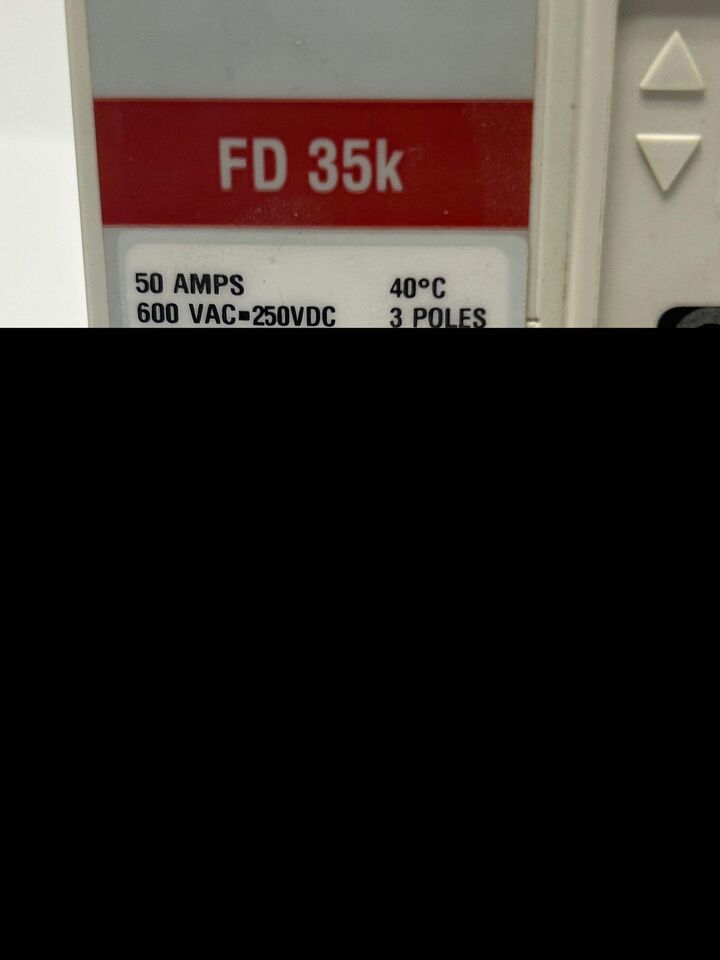 FD 35k
50 AMPS 40°C
600 VAC▪250VDC 3 POLES